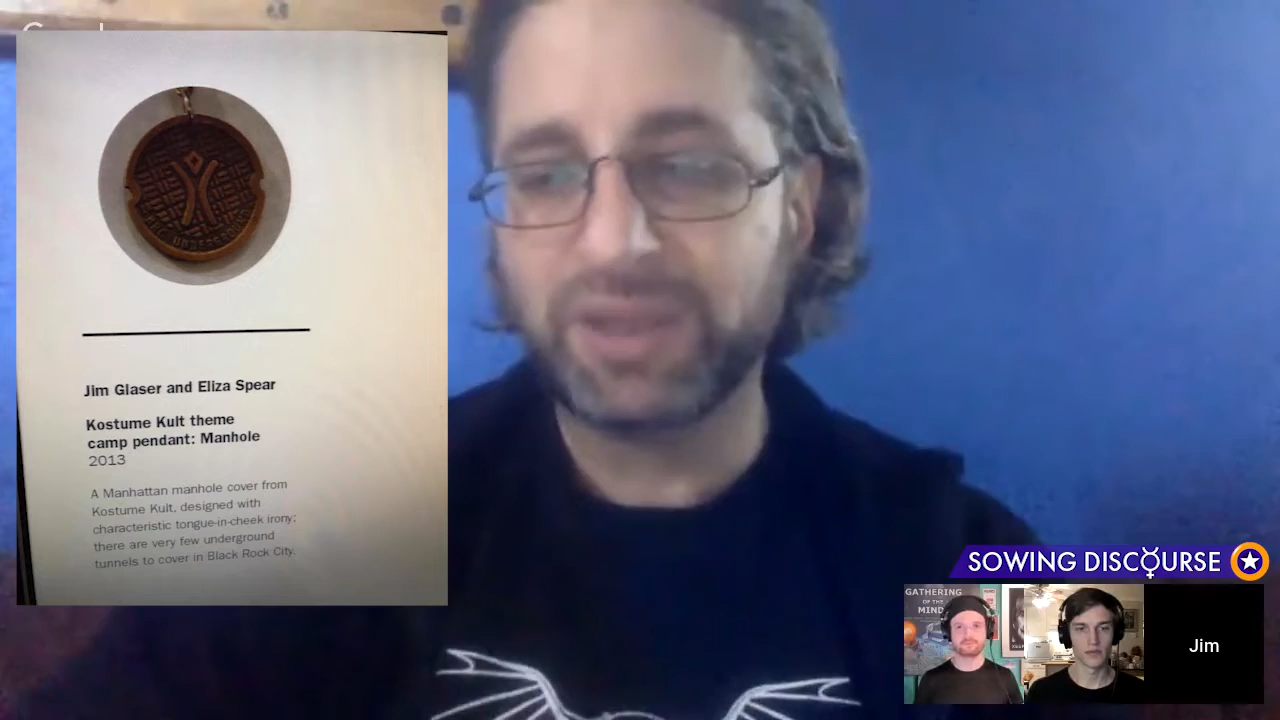 UNDERGROUND
Jim Glaser and Eliza Spear
Kostume Kult theme
camp pendant: Manhole
2013
A Manhattan manhole cover from
Kostume Kult, designed with
characteristic tongue-in-cheek irony;
there are very few underground
tunnels to cover in Black Rock City.
SOWING DISCOURSE
GATHERING
OF THE
MIND
Jim